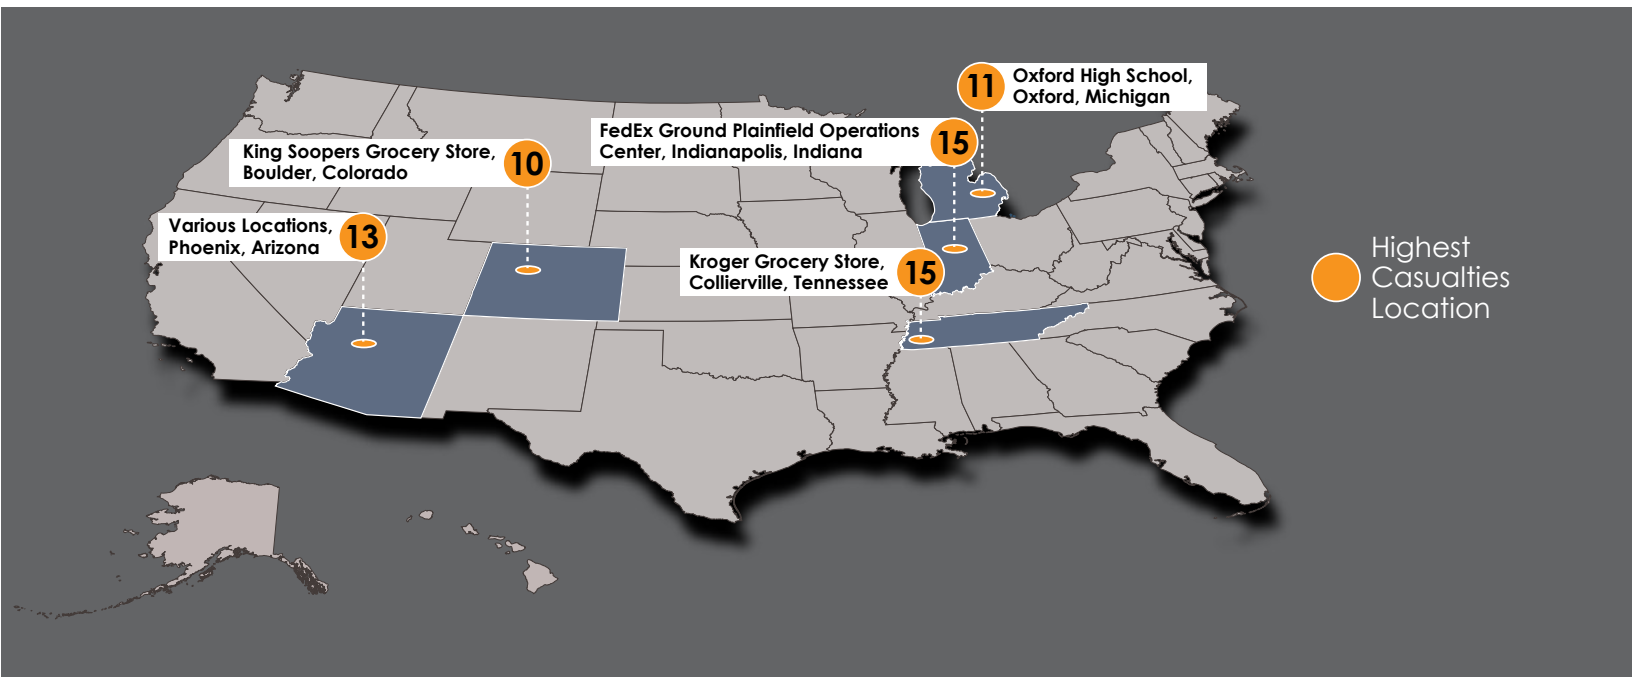 11
Oxford High School,
Oxford, Michigan
FedEx Ground Plainfield Operations
Center, Indianapolis, Indiana
15
King Soopers Grocery Store,
Boulder, Colorado
10
Various Locations,
Phoenix, Arizona
13
Kroger Grocery Store,
Collierville, Tennessee
15
Highest
Casualties
Location